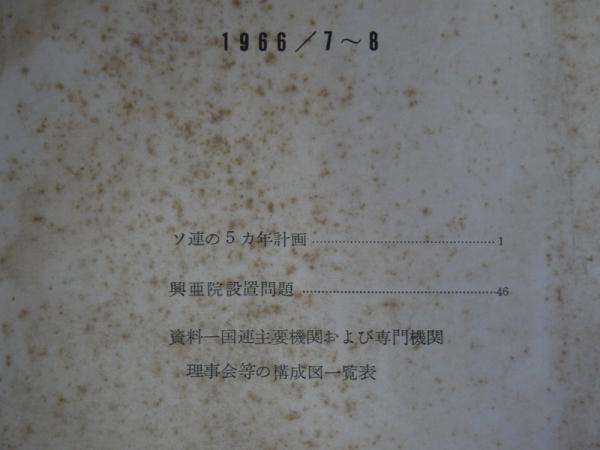 1966/7～8
ソ連の5カ年計画 ........................................ 1
興亜院設置問題 ........................................ 46
資料―国連主要機関および専門機関
理事会等の構成図一覧表